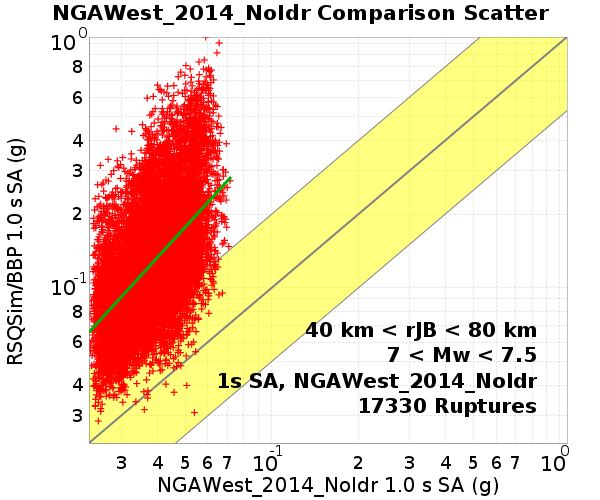 NGAWest_2014_NoIdr Comparison Scatter
10^0
8
6
4
3
2
10^-1
8
6
4
3
RSQSim/BBP 1.0 s SA (g)
40 km < rJB < 80 km
7 < Mw < 7.5
1s SA, NGAWest_2014_NoIdr
17330 Ruptures
3 4 5 6 7 10^-1 2 3 4 5 6 7 10^0
NGAWest_2014_NoIdr 1.0 s SA (g)